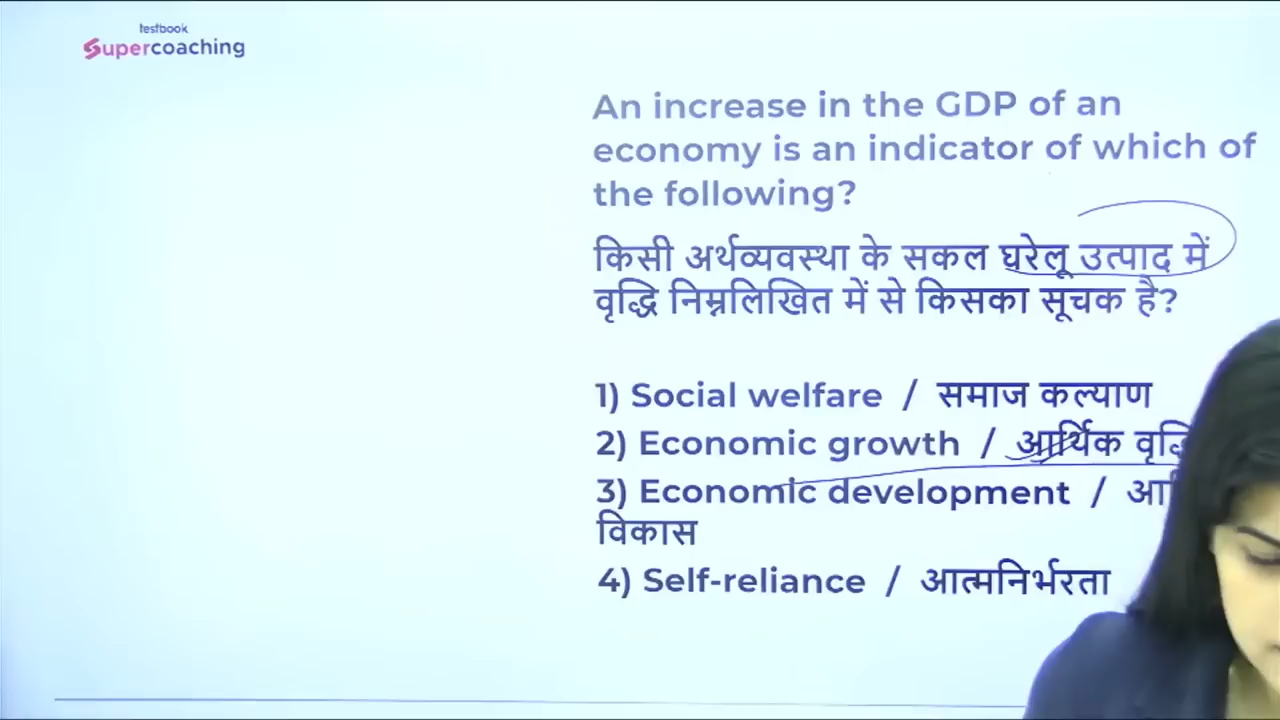 testbook
Supercoaching
An increase in the GDP of an
economy is an indicator of which of
the following?
किसी अर्थव्यवस्था के सकल घरेलू उत्पाद में
वृद्धि निम्नलिखित में से किसका सूचक है?
1) Social welfare / समाज कल्याण
2) Economic growth / आर्थिक
3) Economic development /
विकास
4) Self-reliance / आत्मनिर्भरता